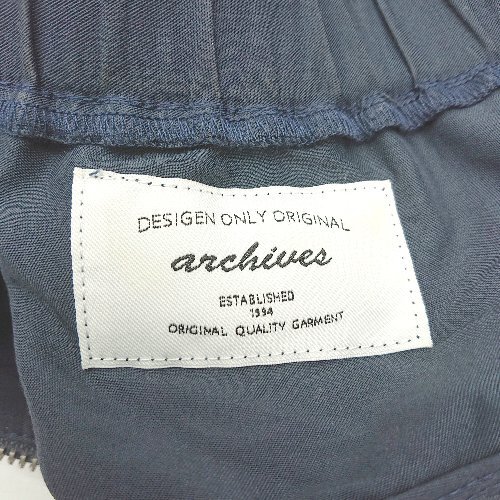 DESIGEN ONLY ORIGINAL
archives
ESTABLISHED
1994
ORIGINAL QUALITY GARMENT